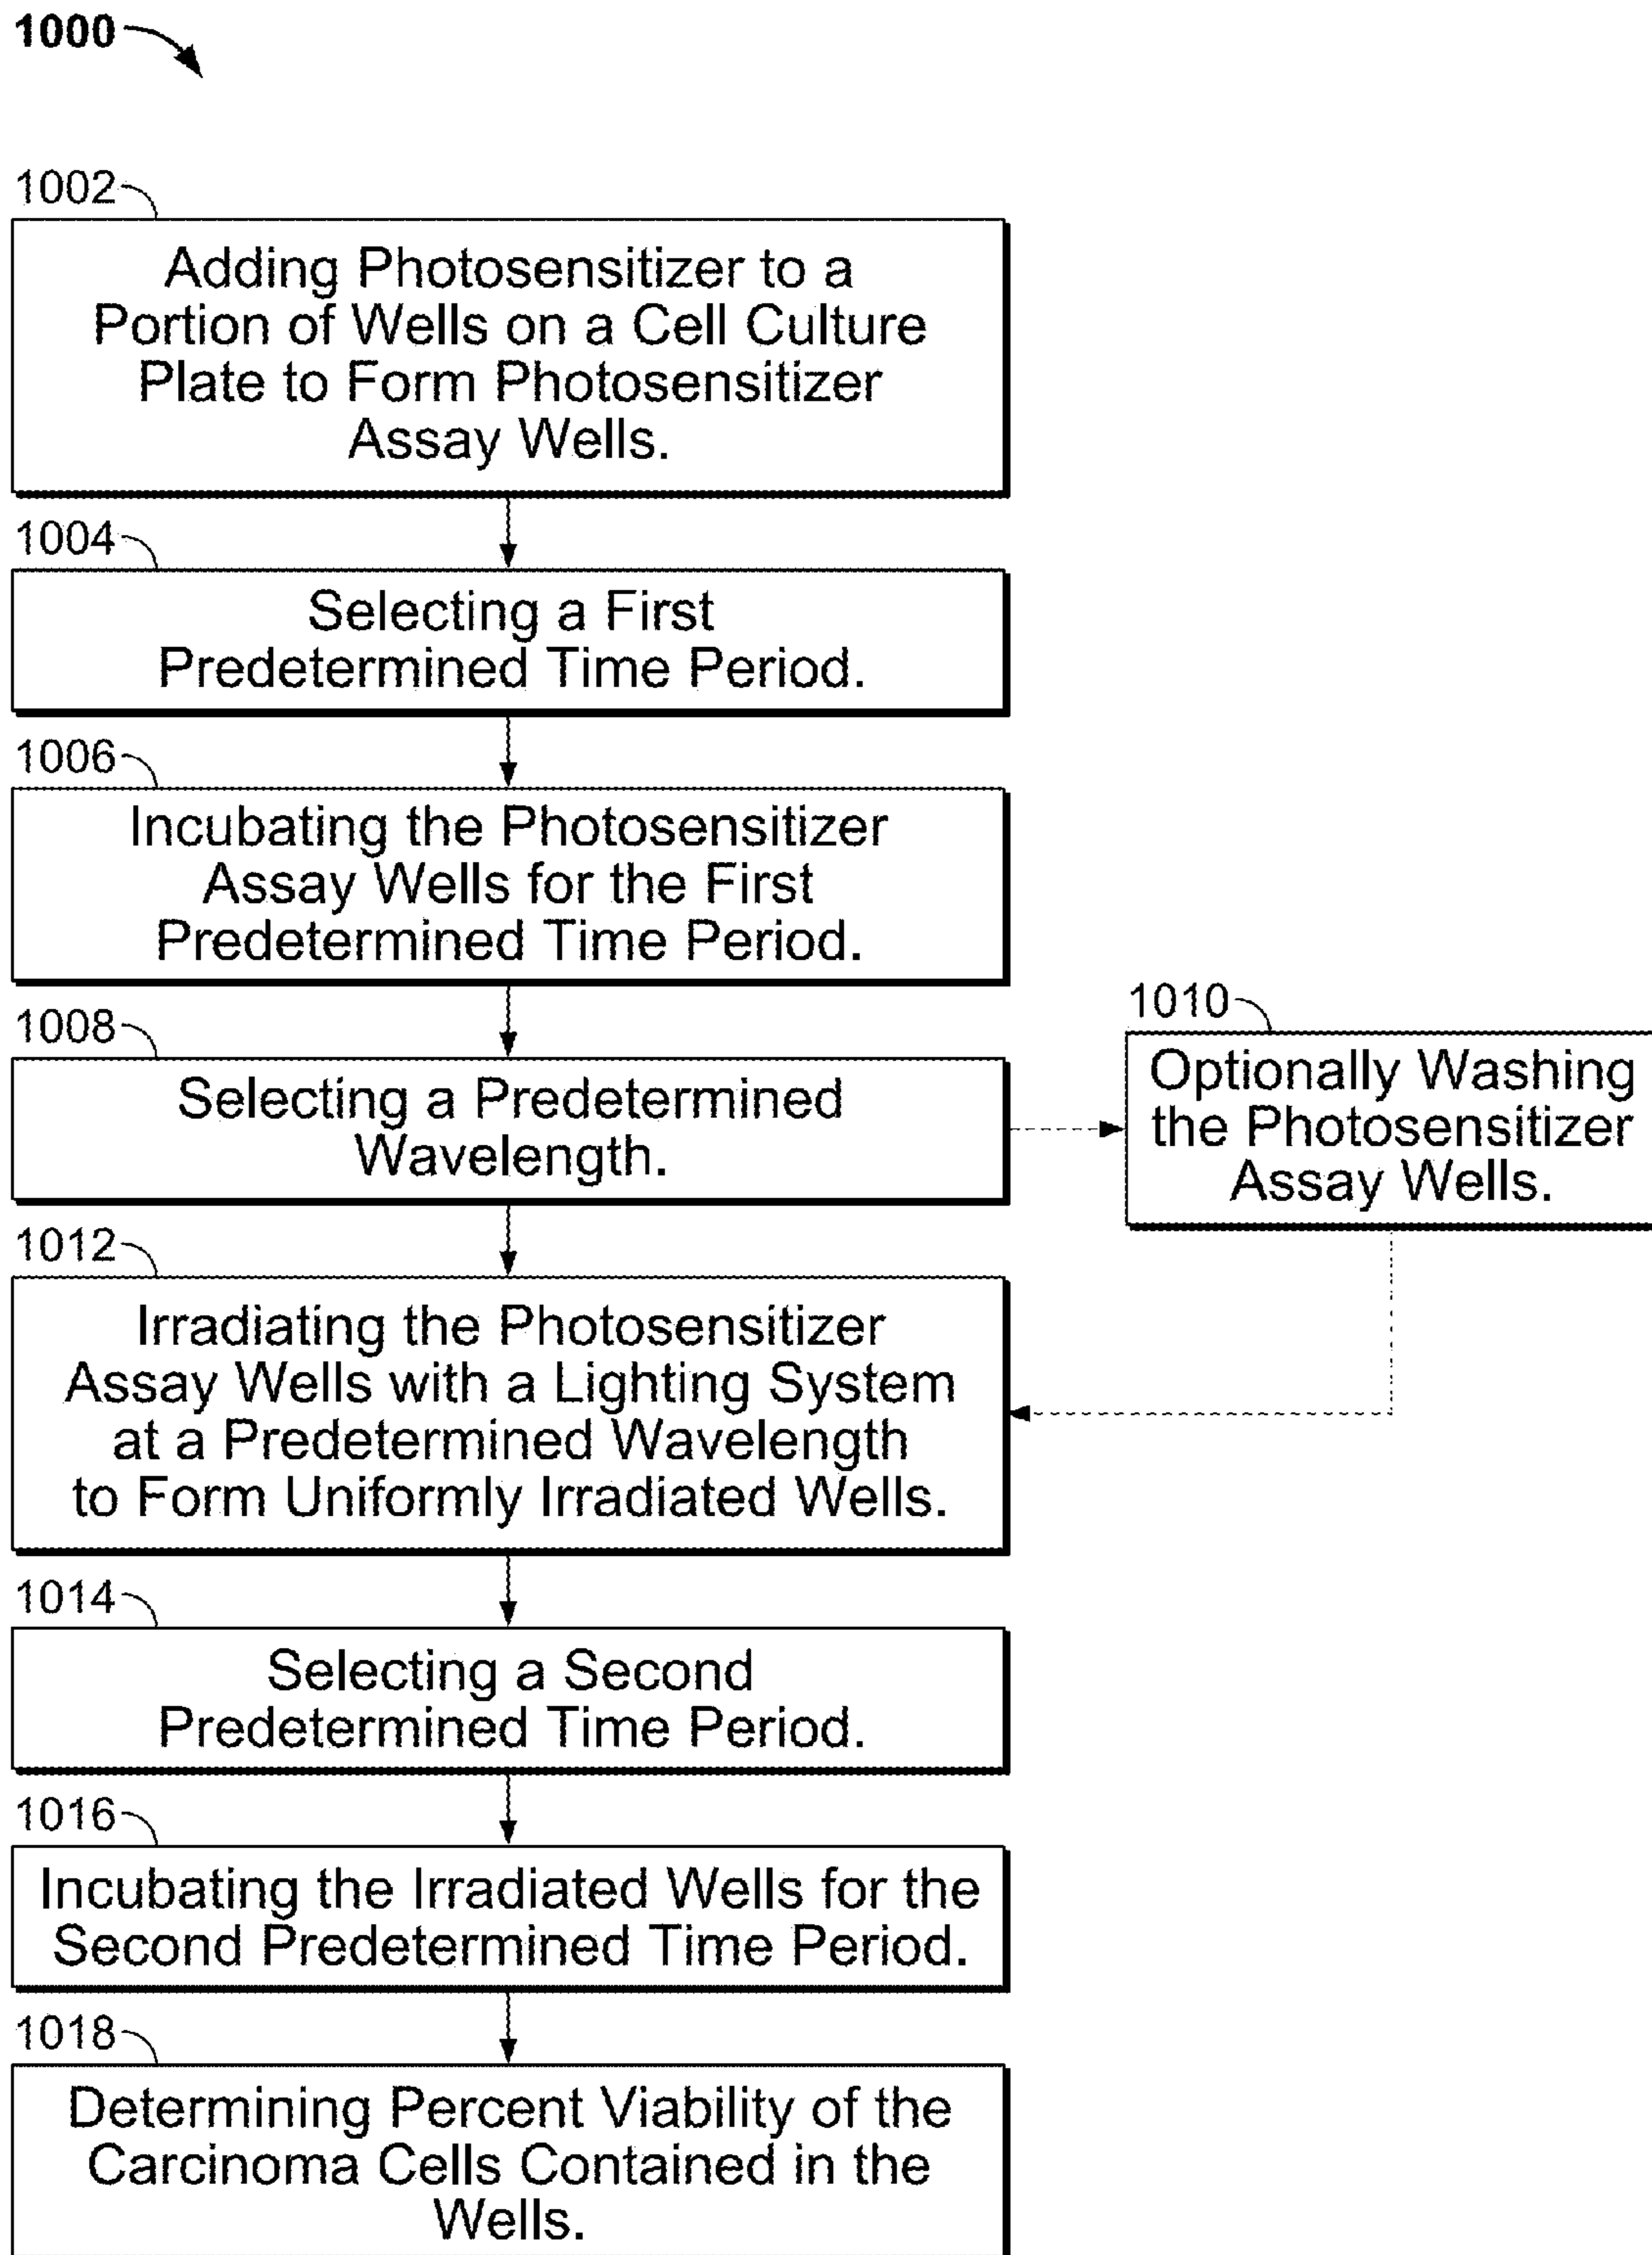 1000
1002
Adding Photosensitizer to a
Portion of Wells on a Cell Culture
Plate to Form Photosensitizer
Assay Wells.
1004
Selecting a First
Predetermined Time Period.
1006
Incubating the Photosensitizer
Assay Wells for the First
Predetermined Time Period.
1008
Selecting a Predetermined
Wavelength.
1010
Optionally Washing
the Photosensitizer
Assay Wells.
1012
Irradiating the Photosensitizer
Assay Wells with a Lighting System
at a Predetermined Wavelength
to Form Uniformly Irradiated Wells.
1014
Selecting a Second
Predetermined Time Period.
1016
Incubating the Irradiated Wells for the
Second Predetermined Time Period.
1018
Determining Percent Viability of the
Carcinoma Cells Contained in the
Wells.